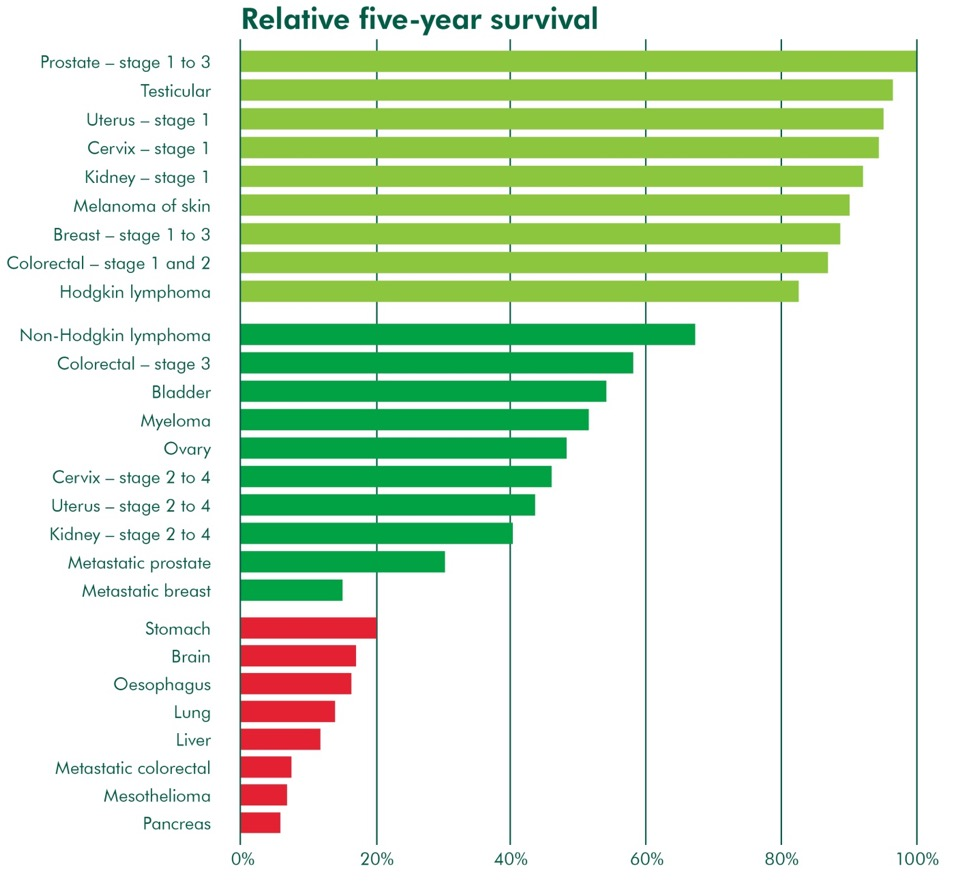 Relative five-year survival
Prostate – stage 1 to 3
Testicular
Uterus – stage 1
Cervix – stage 1
Kidney – stage 1
Melanoma of skin
Breast – stage 1 to 3
Colorectal – stage 1 and 2
Hodgkin lymphoma
Non-Hodgkin lymphoma
Colorectal – stage 3
Bladder
Myeloma
Ovary
Cervix – stage 2 to 4
Uterus – stage 2 to 4
Kidney – stage 2 to 4
Metastatic prostate
Metastatic breast
Stomach
Brain
Oesophagus
Lung
Liver
Metastatic colorectal
Mesothelioma
Pancreas
0% 20% 40% 60% 80% 100%